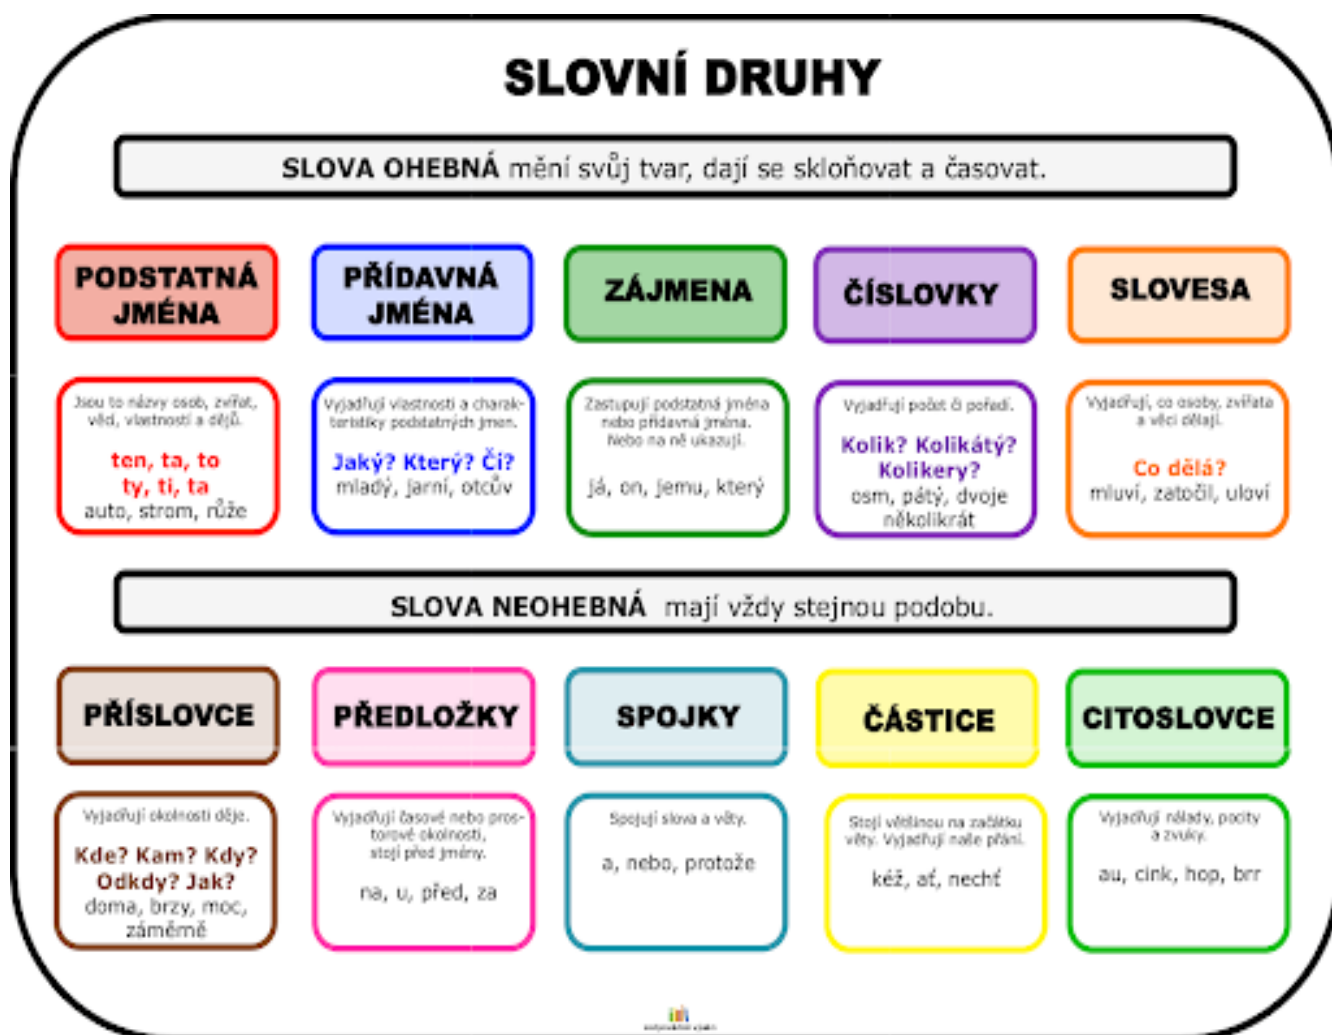 SLOVNÍ DRUHY
SLOVA OHEBNÁ mění svůj tvar, dají se skloňovat a časovat.
PODSTATNÁ
JMÉNA
PŘÍDAVNÁ
JMÉNA
ZÁJMENA
ČÍSLOVKY
SLOVESA
Jsou to názvy osob, zvířat,
věcí, vlastností a dějů.
ten, ta, to
ty, ti, ta
auto, strom, růže
Vyjadřují vlastnosti a charak-
teristiky podstatných jmen.
Jaký? Který? Čí?
mladý, jarní, otcův
Zastupují podstatná jména
nebo přídavná jména.
Nebo na ně ukazují.
já, on, jemu, který
Vyjadřují počet či pořadí.
Kolik? Kolikátý?
Kolikery?
osm, pátý, dvoje
několikrát
Vyjadřují, co osoby, zvířata
a věci dělají.
Co dělá?
mluví, zatočil, uloví
SLOVA NEOHEBNÁ mají vždy stejnou podobu.
PŘÍSLOVCE
PŘEDLOŽKY
SPOJKY
ČÁSTICE
CITOSLOVCE
Vyjadřují okolnosti děje.
Kde? Kam? Kdy?
Odkdy? Jak?
doma, brzy, moc,
záměrně
Vyjadřují časové nebo pros-
torové okolnosti,
stojí před jmény.
na, u, před, za
Spojují slova a věty.
a, nebo, protože
Stojí většinou na začátku
věty. Vyjadřují naše přání.
kéž, ať, nechť
Vyjadřují nálady, pocity
a zvuky.
au, cink, hop, brr